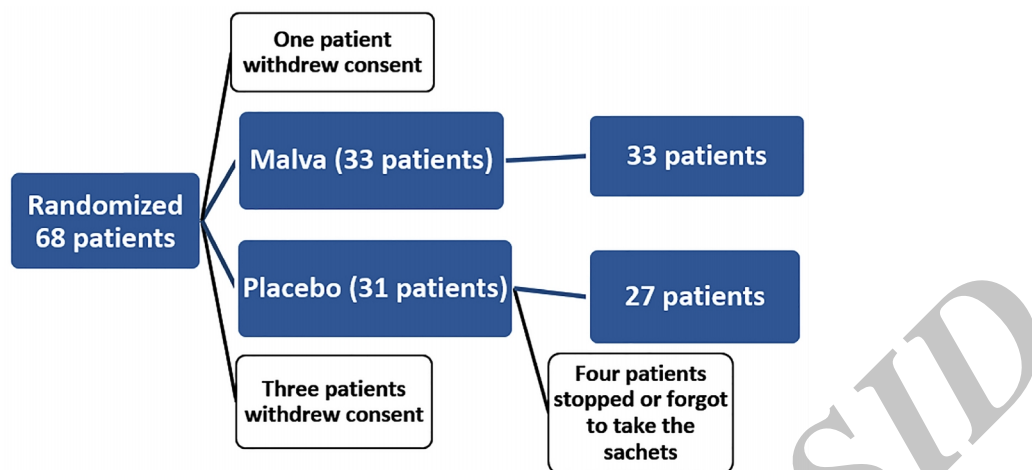 One patient
withdrew consent
Malva (33 patients)
33 patients
Randomized
68 patients
Placebo (31 patients)
27 patients
Three patients
withdrew consent
Four patients
stopped or forgot
to take the
sachets
SID